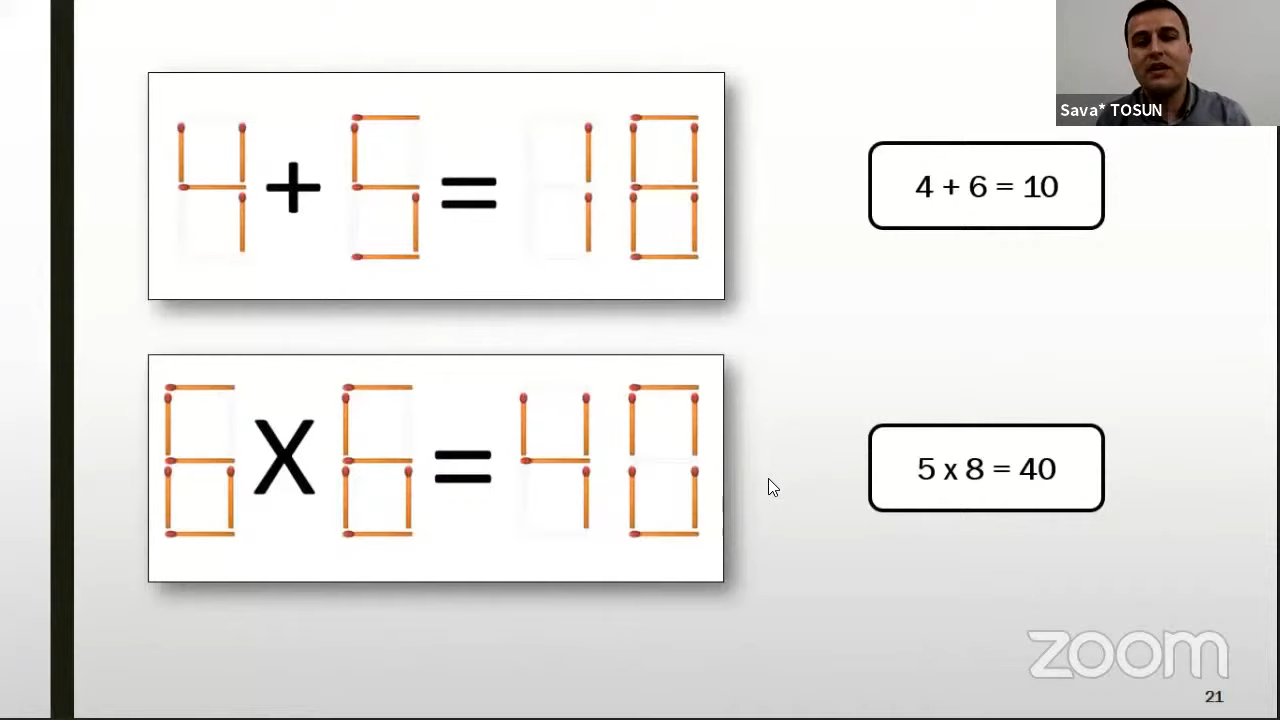 Sava* TOSUN
4 + 5 = 18
4 + 6 = 10
6 X 6 = 40
5 x 8 = 40
zoom
21